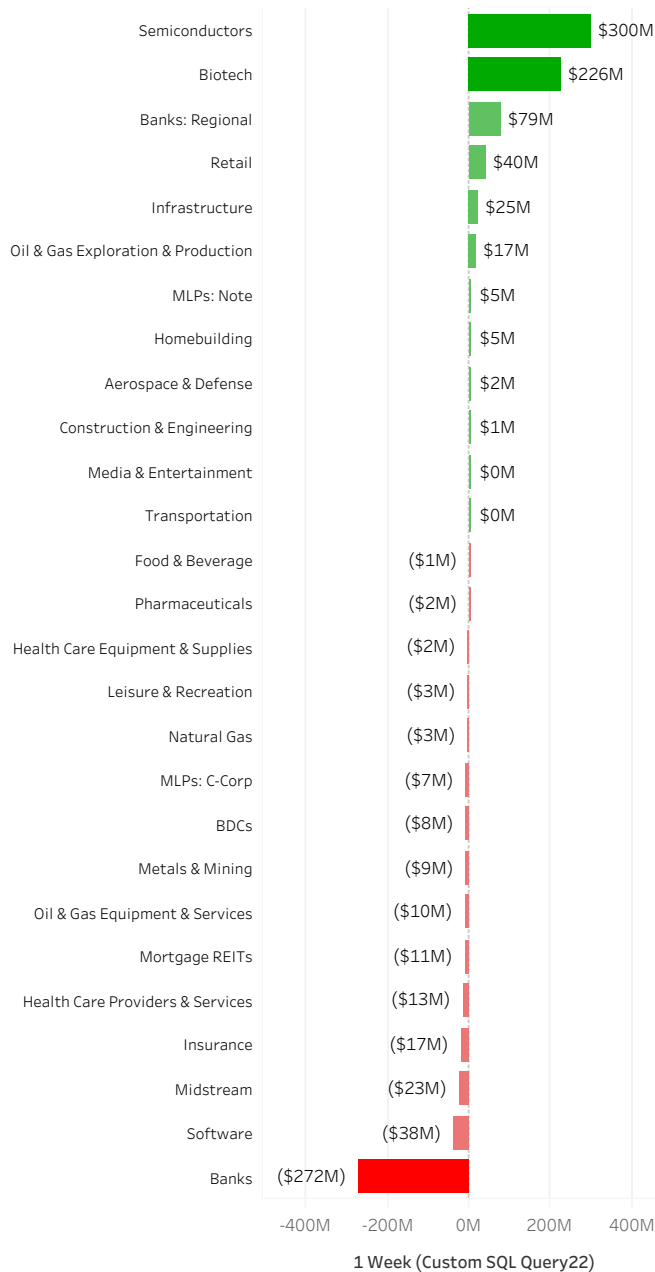 Semiconductors $300M
Biotech $226M
Banks: Regional $79M
Retail $40M
Infrastructure $25M
Oil & Gas Exploration & Production $17M
MLPs: Note $5M
Homebuilding $5M
Aerospace & Defense $2M
Construction & Engineering $1M
Media & Entertainment $0M
Transportation $0M
Food & Beverage ($1M)
Pharmaceuticals ($2M)
Health Care Equipment & Supplies ($2M)
Leisure & Recreation ($3M)
Natural Gas ($3M)
MLPs: C-Corp ($7M)
BDCs ($8M)
Metals & Mining ($9M)
Oil & Gas Equipment & Services ($10M)
Mortgage REITs ($11M)
Health Care Providers & Services ($13M)
Insurance ($17M)
Midstream ($23M)
Software ($38M)
Banks ($272M)
-400M -200M 0M 200M 400M
1 Week (Custom SQL Query22)